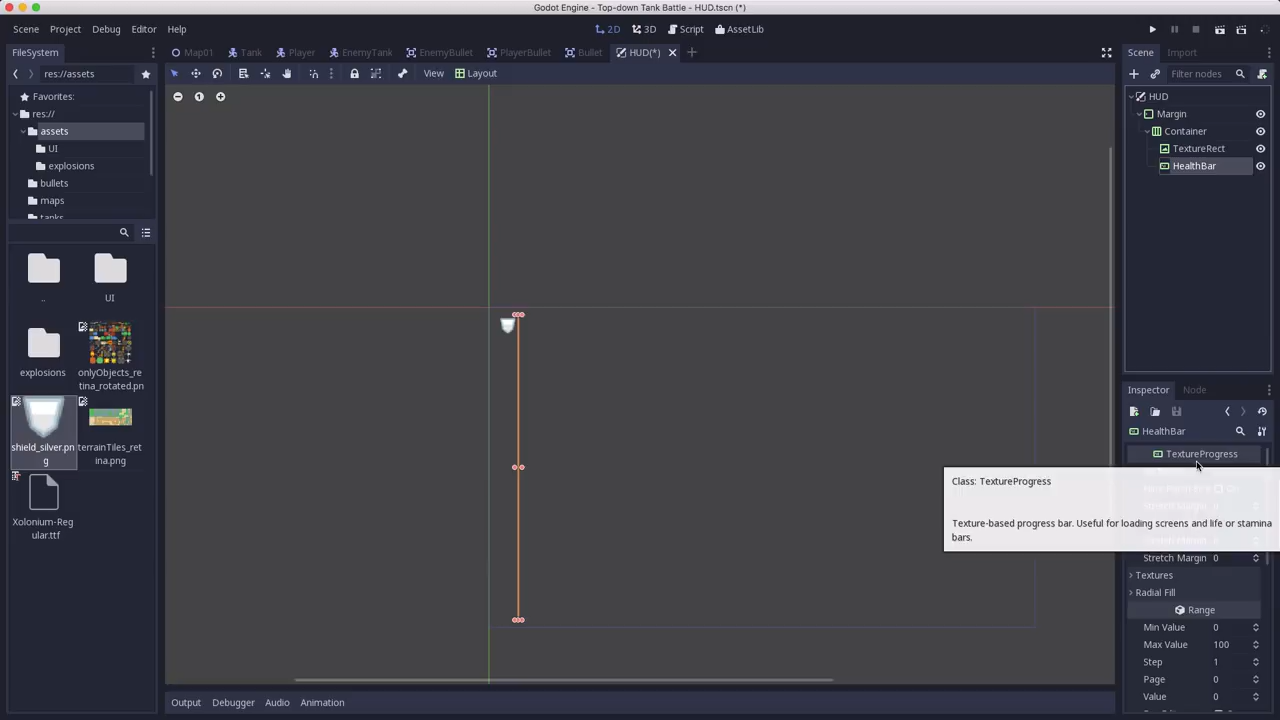 Godot Engine - Top-down Tank Battle - HUD.tscn (*)
Scene Project Debug Editor Help
2D 3D Script AssetLib
FileSystem
Map01 Tank Player EnemyTank EnemyBullet PlayerBullet Bullet HUD(*)
Scene Import
res://assets
View Layout
Filter nodes
Favorites:
res://
assets
UI
explosions
bullets
maps
tanks
HUD
Margin
Container
TextureRect
HealthBar
..
UI
explosions
onlyObjects_re
tina_rotated.pn
shield_silver.pn
g
terrainTiles_ret
ina.png
Xolonium-Reg
ular.ttf
Inspector Node
HealthBar
TextureProgress
Class: TextureProgress
Texture-based progress bar. Useful for loading screens and life or stamina
bars.
Stretch Margin 0
Textures
Radial Fill
Range
Min Value 0
Max Value 100
Step 1
Page 0
Value 0
Output Debugger Audio Animation